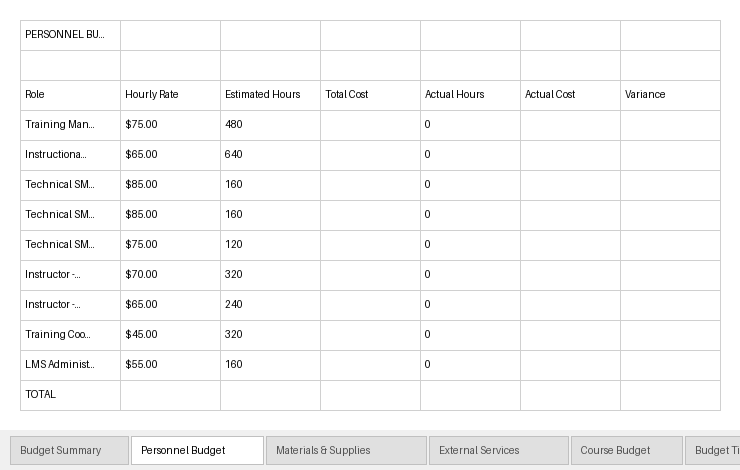 PERSONNEL BU...
Role Hourly Rate Estimated Hours Total Cost Actual Hours Actual Cost Variance
Training Man... $75.00 480 0
Instructiona... $65.00 640 0
Technical SM... $85.00 160 0
Technical SM... $85.00 160 0
Technical SM... $75.00 120 0
Instructor -... $70.00 320 0
Instructor -... $65.00 240 0
Training Coo... $45.00 320 0
LMS Administ... $55.00 160 0
TOTAL
Budget Summary Personnel Budget Materials & Supplies External Services Course Budget Budget Ti